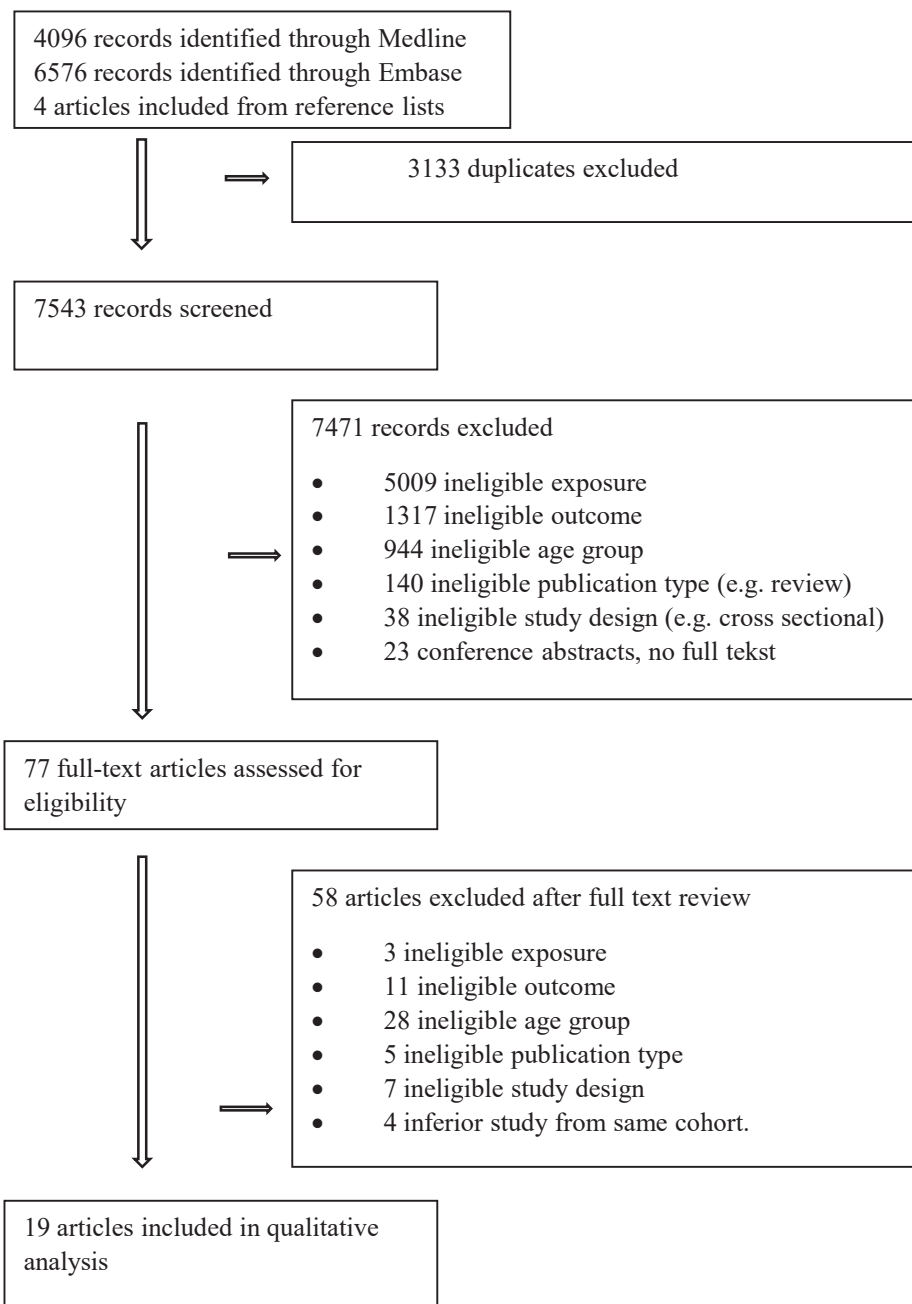 4096 records identified through Medline
6576 records identified through Embase
4 articles included from reference lists
3133 duplicates excluded
7543 records screened
7471 records excluded
• 5009 ineligible exposure
• 1317 ineligible outcome
• 944 ineligible age group
• 140 ineligible publication type (e.g. review)
• 38 ineligible study design (e.g. cross sectional)
• 23 conference abstracts, no full tekst
77 full-text articles assessed for
eligibility
58 articles excluded after full text review
• 3 ineligible exposure
• 11 ineligible outcome
• 28 ineligible age group
• 5 ineligible publication type
• 7 ineligible study design
• 4 inferior study from same cohort.
19 articles included in qualitative
analysis